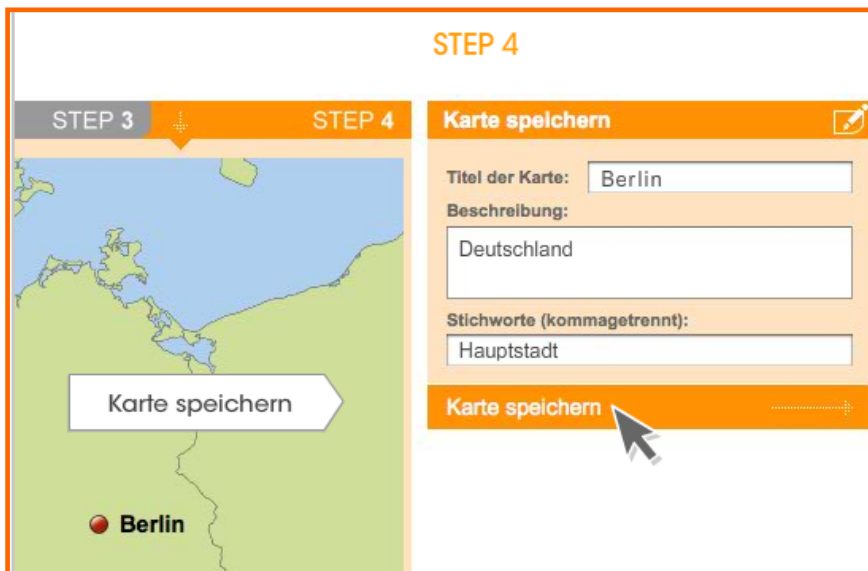 STEP 4
STEP 3
STEP 4
Karte speichern
Berlin
Karte speichern
Titel der Karte: Berlin
Beschreibung:
Deutschland
Stichworte (kommagetrennt):
Hauptstadt
Karte speichern